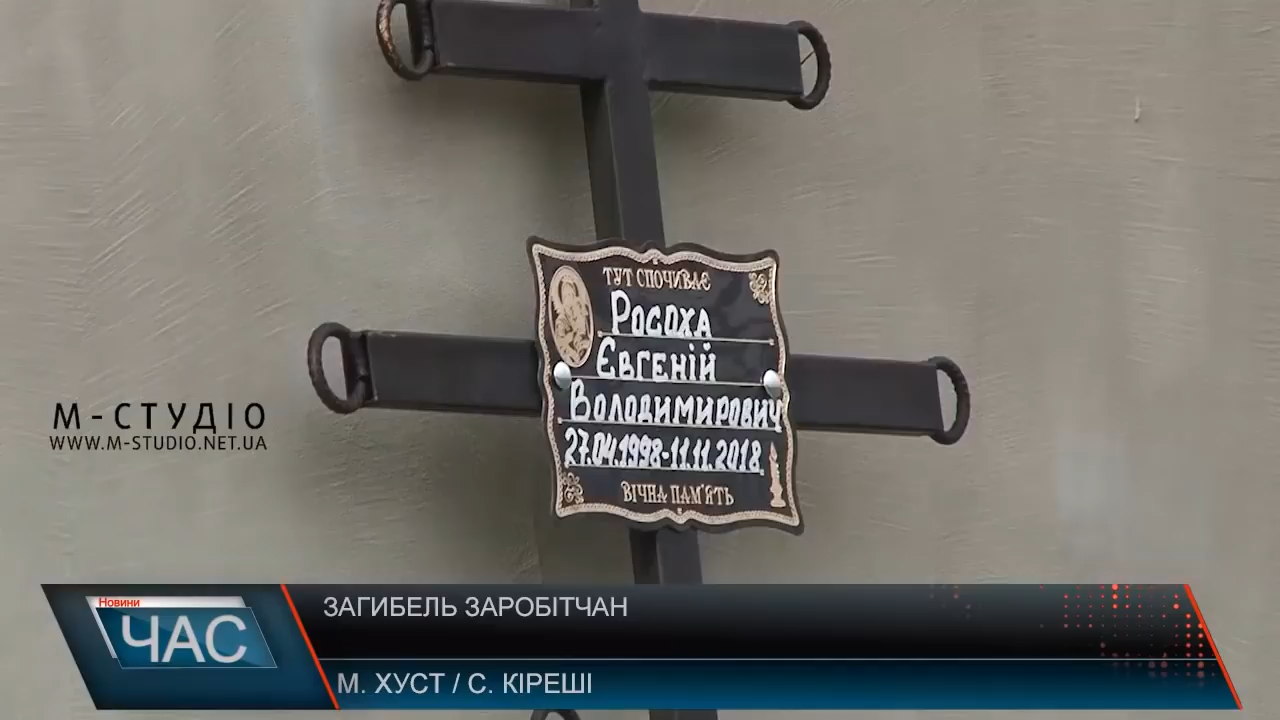 ТУТ СПОЧИВАЄ
Росоха
Євгеній
Володимирович
27.04.1998-11.11.2018
ВІЧНА ПАМ'ЯТЬ
М-СТУДІО
WWW.M-STUDIO.NET.UA
Новини
ЧАС
ЗАГИБЕЛЬ ЗАРОБІТЧАН
М. ХУСТ / С. КІРЕШІ